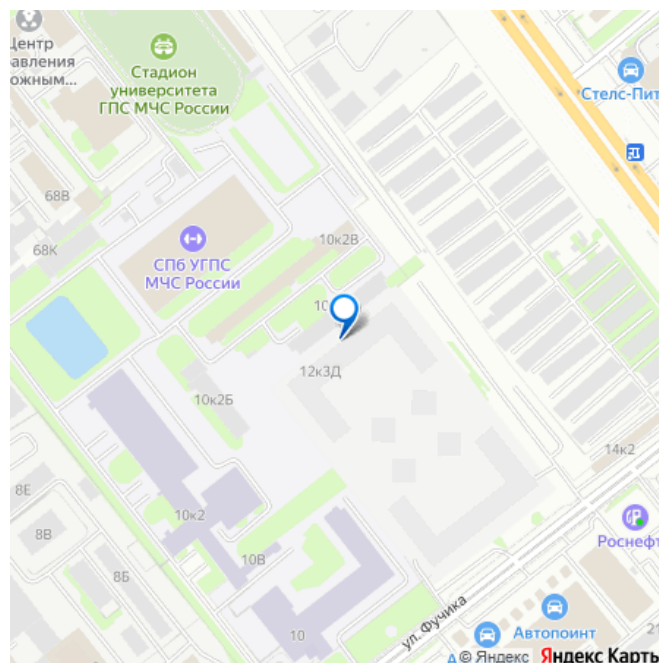 Центр
авления
ожным...
Стадион
университета
ГПС МЧС России
Стелс-Пит
68В
68К
10к2В
СПб УГПС
МЧС России
12к3Д
10к2Б
14к2
8Е
10к2
Роснефт
8В
10В
8Б
ул. Фучика
10
Автопоинт
© Яндекс Яндекс Карты